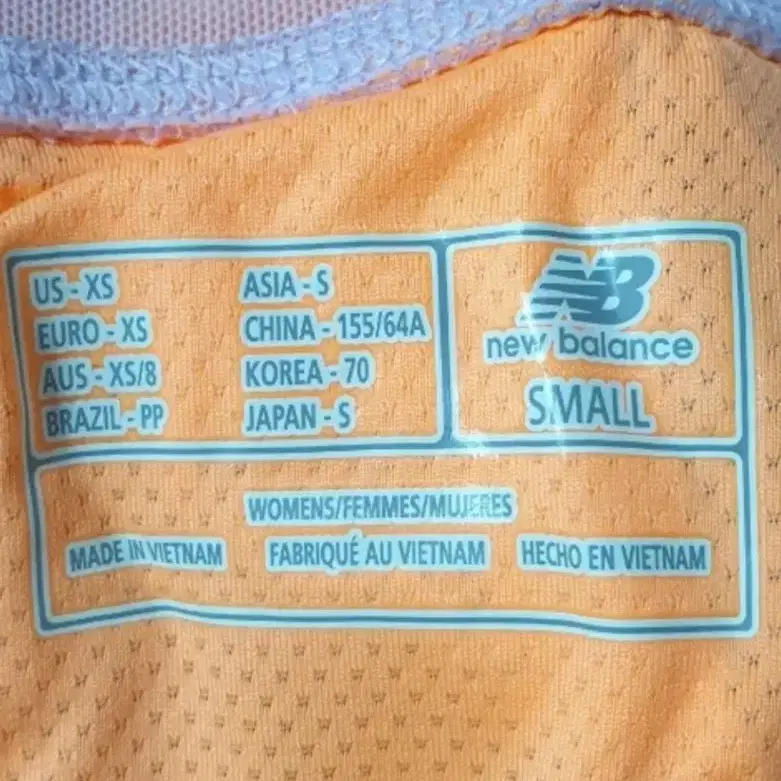 US - XS
EURO - XS
AUS - XS/8
BRAZIL - PP
ASIA - S
CHINA - 155/64A
KOREA - 70
JAPAN - S
NB
new balance
SMALL
WOMENS/FEMMES/MUJERES
MADE IN VIETNAM
FABRIQUÉ AU VIETNAM
HECHO EN VIETNAM